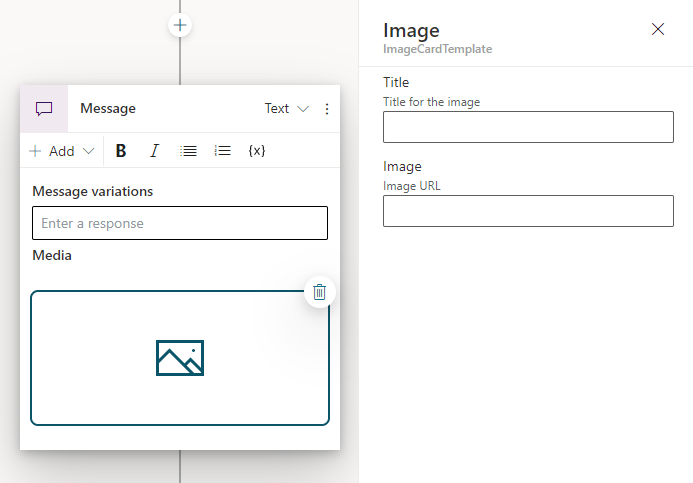 Message
Text
Add
B
I
{x}
Message variations
Enter a response
Media
Image
ImageCardTemplate
Title
Title for the image
Image
Image URL